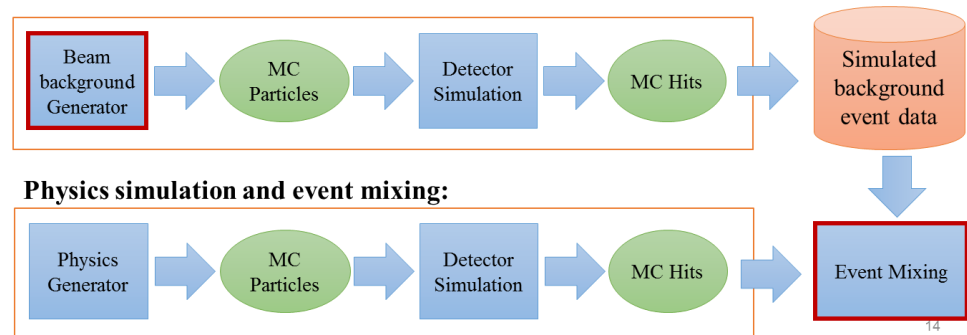 Beam
background
Generator
MC
Particles
Detector
Simulation
MC Hits
Simulated
background
event data
Physics simulation and event mixing:
Physics
Generator
MC
Particles
Detector
Simulation
MC Hits
Event Mixing
14